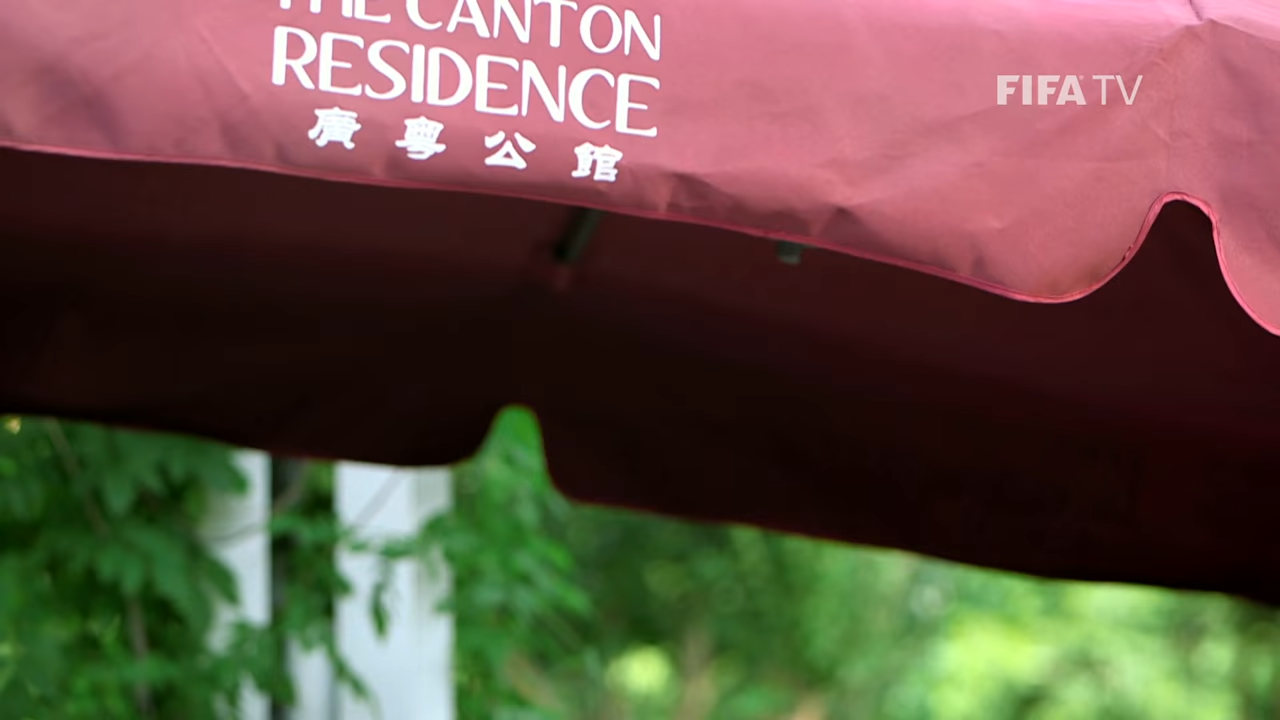 THE CANTON
RESIDENCE
廣粵公館
FIFA TV